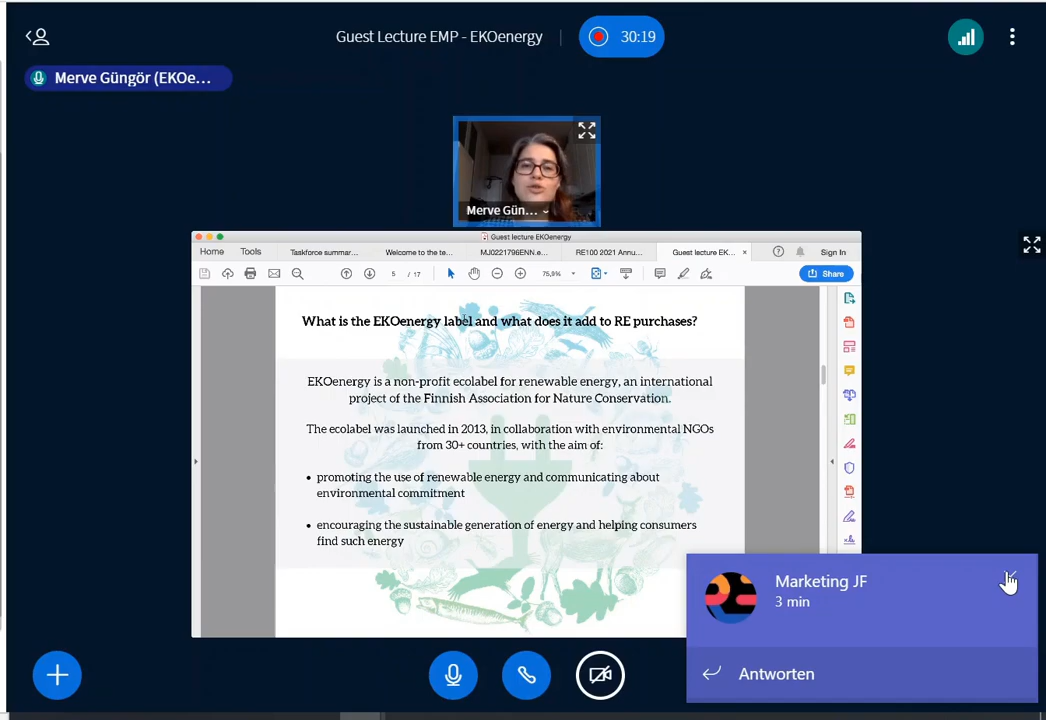 Guest Lecture EMP - EKOenergy
30:19
Merve Güngör (EKOe...
Merve Gün...
Guest lecture EKOenergy
Home Tools Taskforce summar... Welcome to the te... MJ0221796ENN.e... RE100 2021 Annu... Guest lecture EK... × Sign In
5 / 17 75,9% Share
What is the EKOenergy label and what does it add to RE purchases?
EKOenergy is a non-profit ecolabel for renewable energy, an international
project of the Finnish Association for Nature Conservation.
The ecolabel was launched in 2013, in collaboration with environmental NGOs
from 30+ countries, with the aim of:
• promoting the use of renewable energy and communicating about
environmental commitment
• encouraging the sustainable generation of energy and helping consumers
find such energy
Marketing JF
3 min
Antworten